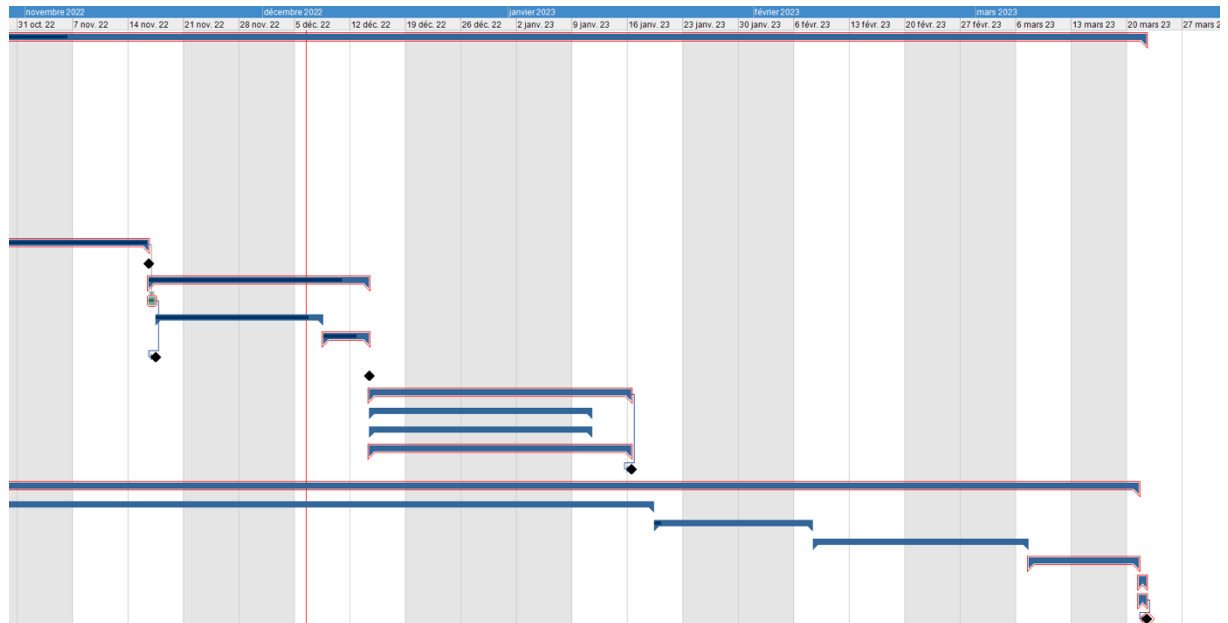 novembre 2022 décembre 2022 janvier 2023 février 2023 mars 2023
31 oct. 22 7 nov. 22 14 nov. 22 21 nov. 22 28 nov. 22 5 déc. 22 12 déc. 22 19 déc. 22 26 déc. 22 2 janv. 23 9 janv. 23 16 janv. 23 23 janv. 23 30 janv. 23 6 févr. 23 13 févr. 23 20 févr. 23 27 févr. 23 6 mars 23 13 mars 23 20 mars 23 27 mars 2